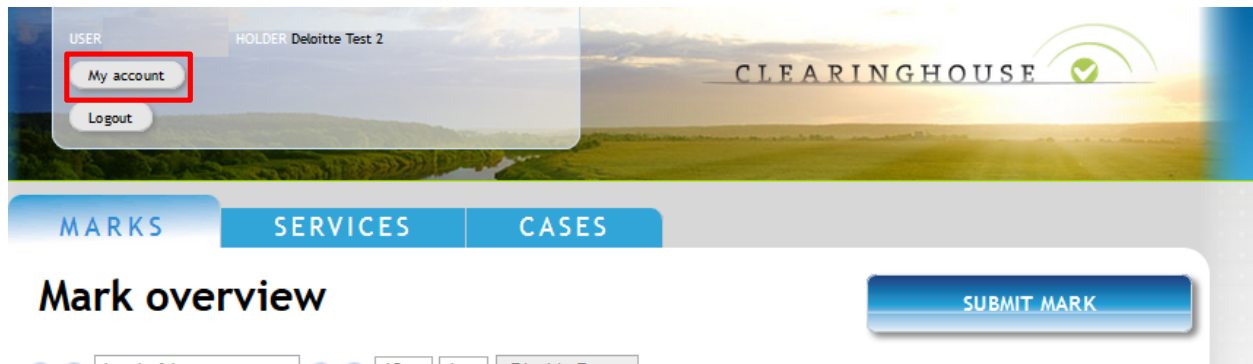 USER HOLDER Deloitte Test 2
My account
Logout
CLEARINGHOUSE
MARKS SERVICES CASES
Mark overview
SUBMIT MARK